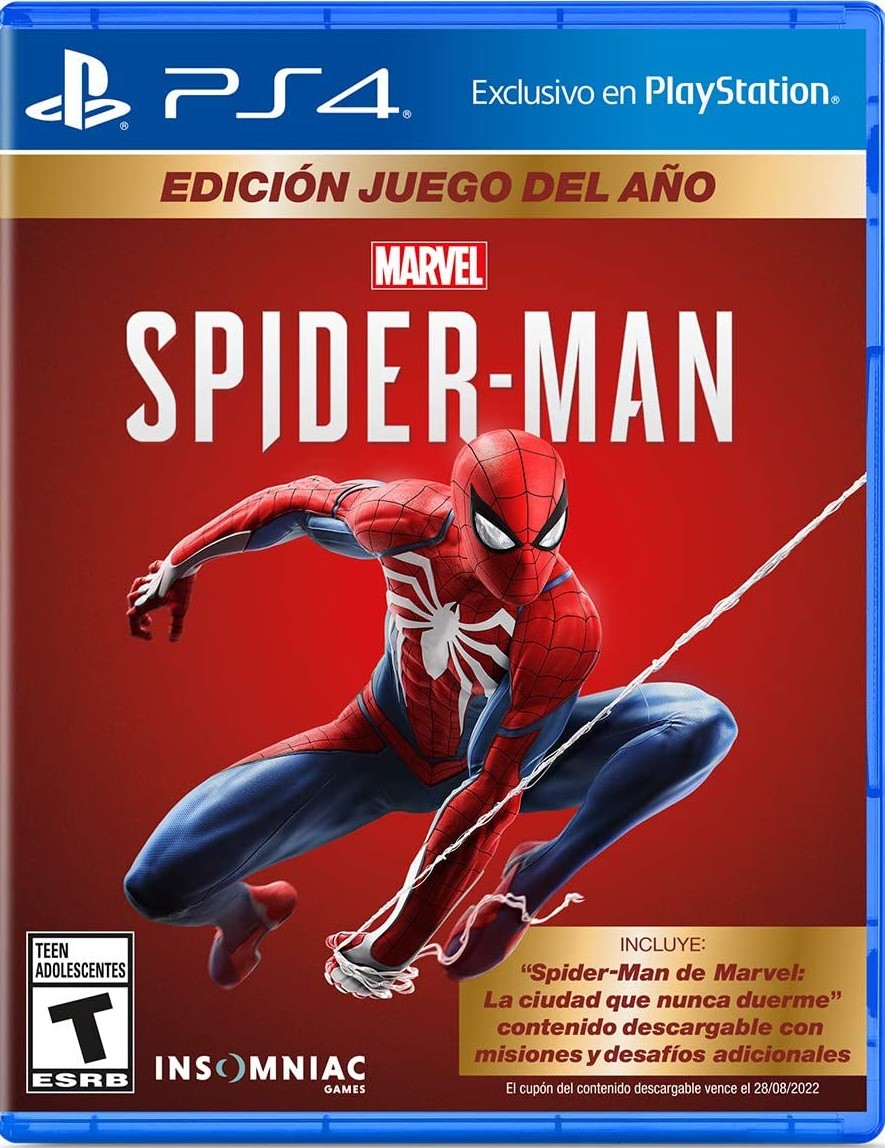 PS4® Exclusivo en PlayStation®
EDICIÓN JUEGO DEL AÑO
MARVEL
SPIDER-MAN
INCLUYE:
“Spider-Man de Marvel:
La ciudad que nunca duerme”
contenido descargable con
misiones y desafíos adicionales
El cupón del contenido descargable vence el 28/08/2022
TEEN
ADOLESCENTES
T
ESRB
INSOMNIAC
GAMES